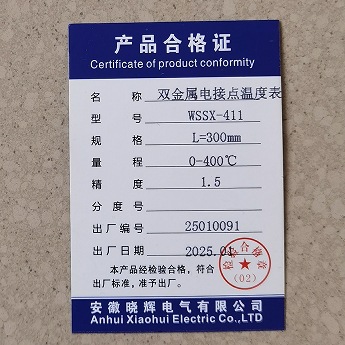 产品合格证
Certificate of product conformity
名 称 双金属电接点温度表
型 号 WSSX-411
规 格 L=300mm
量 程 0-400℃
精 度 1.5
分 度 号
出厂编号 25010091
出厂日期 2025.01
本产品经检验合格，符合
出厂标准，准予出厂。
(02)
安徽晓辉电气有限公司
Anhui Xiaohui Electric Co.,LTD